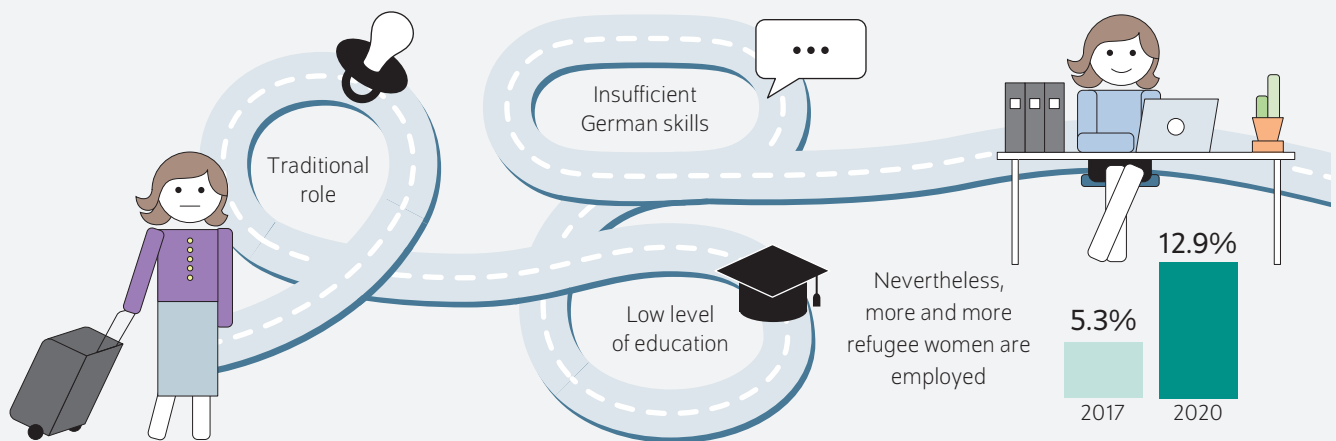 Traditional
role
Insufficient
German skills
...
Low level
of education
Nevertheless,
more and more
refugee women are
employed
5.3%
12.9%
2017
2020